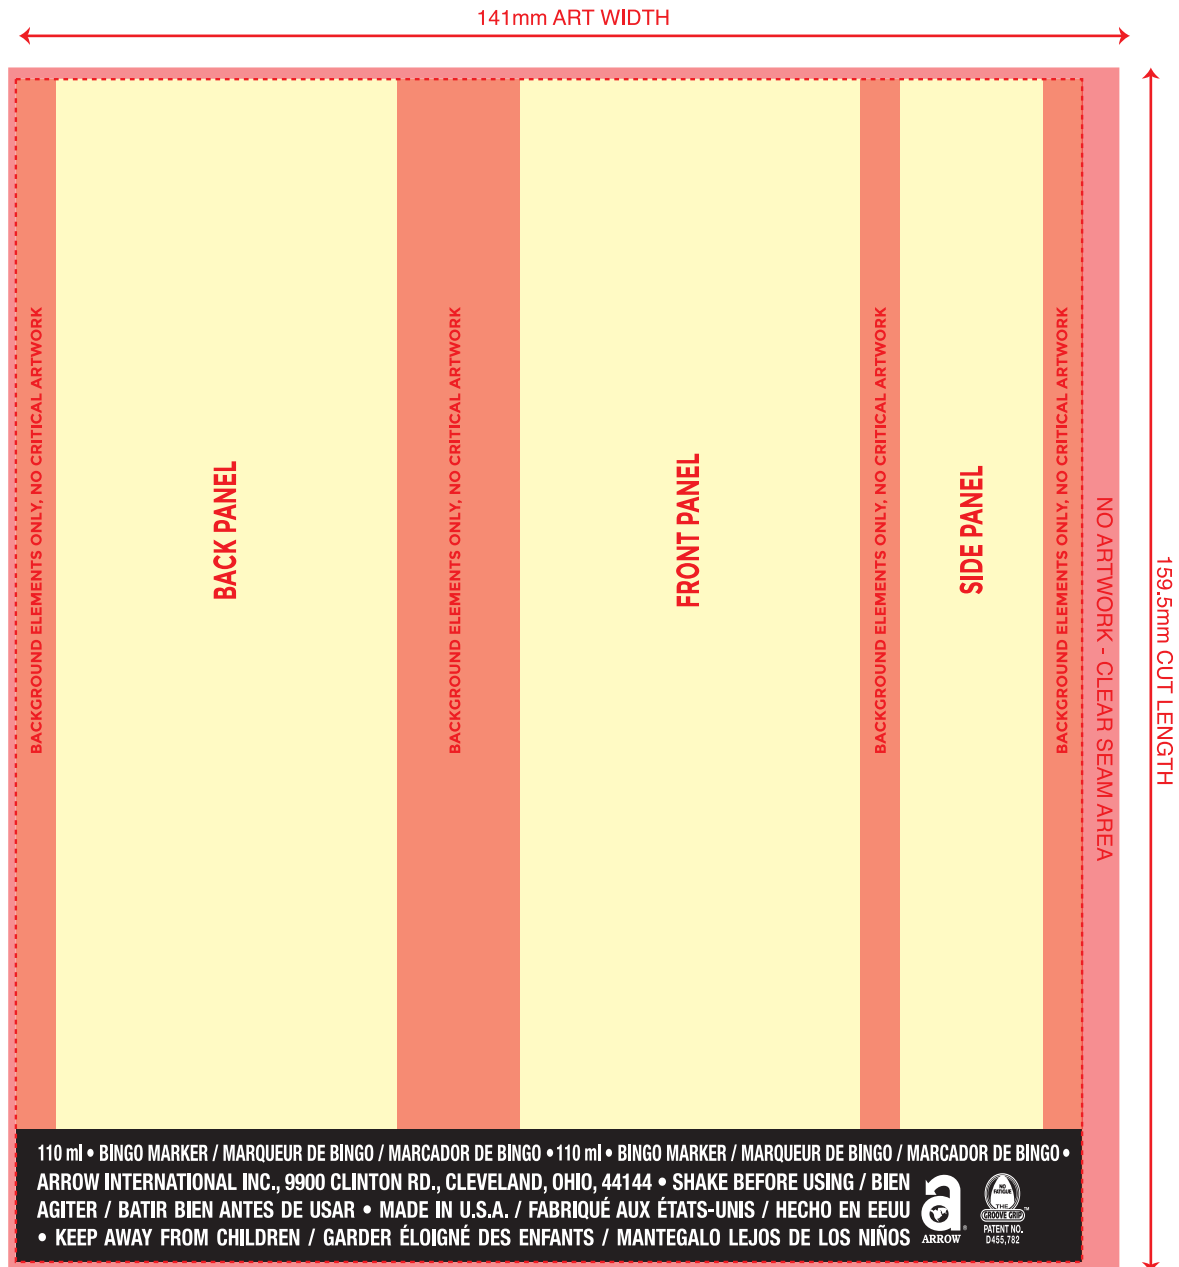 141mm ART WIDTH
BACKGROUND ELEMENTS ONLY, NO CRITICAL ARTWORK
BACK PANEL
BACKGROUND ELEMENTS ONLY, NO CRITICAL ARTWORK
FRONT PANEL
BACKGROUND ELEMENTS ONLY, NO CRITICAL ARTWORK
SIDE PANEL
BACKGROUND ELEMENTS ONLY, NO CRITICAL ARTWORK
NO ARTWORK - CLEAR SEAM AREA
159.5mm CUT LENGTH
110 ml • BINGO MARKER / MARQUEUR DE BINGO / MARCADOR DE BINGO • 110 ml • BINGO MARKER / MARQUEUR DE BINGO / MARCADOR DE BINGO •
ARROW INTERNATIONAL INC., 9900 CLINTON RD., CLEVELAND, OHIO, 44144 • SHAKE BEFORE USING / BIEN
AGITER / BATIR BIEN ANTES DE USAR • MADE IN U.S.A. / FABRIQUÉ AUX ÉTATS-UNIS / HECHO EN EEUU
• KEEP AWAY FROM CHILDREN / GARDER ÉLOIGNÉ DES ENFANTS / MANTEGALO LEJOS DE LOS NIÑOS
a
ARROW ®
NO
FATIGUE
THE
GROOVE GRIP ™
PATENT NO.
D455,782